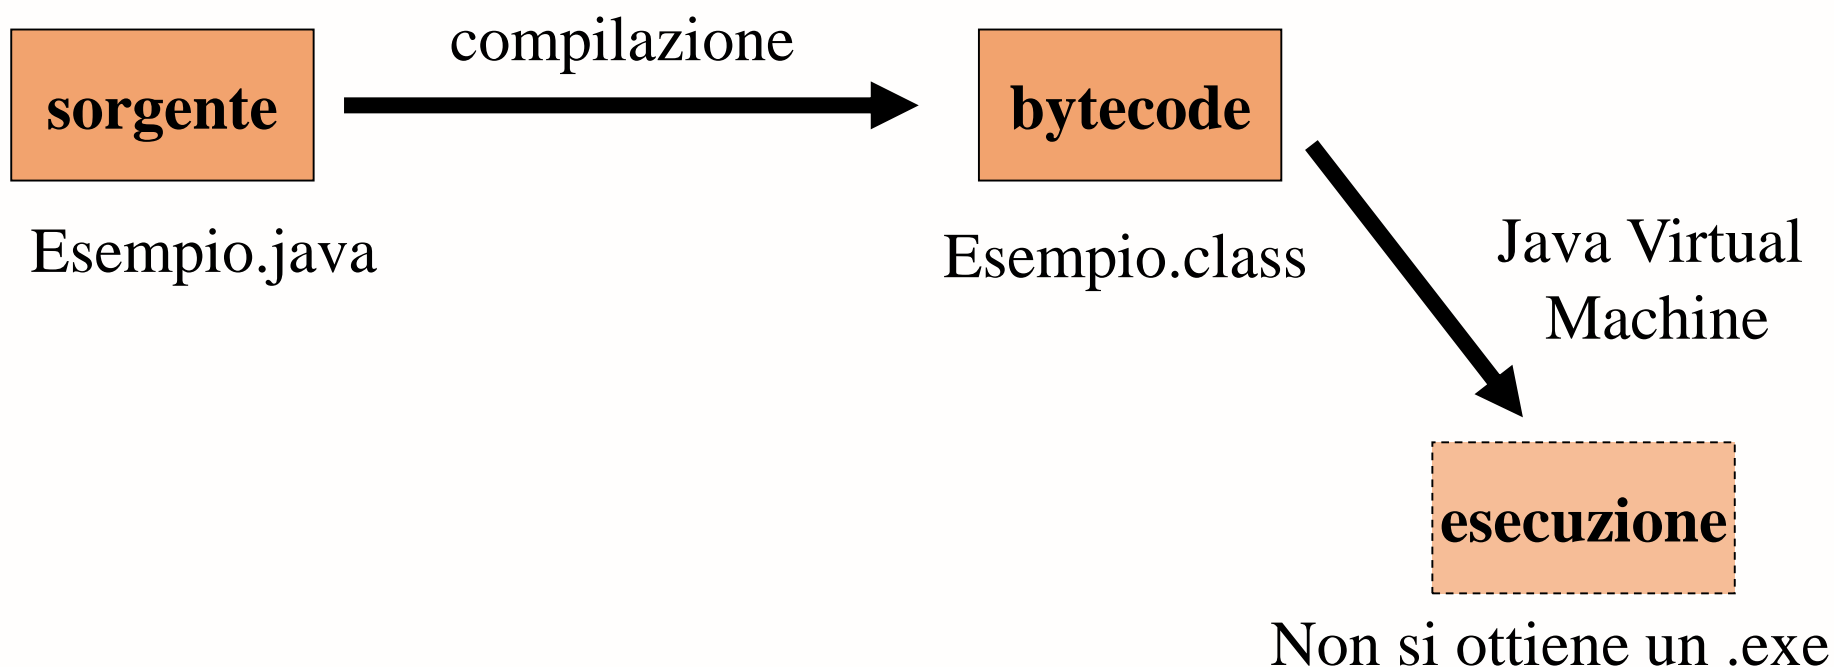 compilazione
sorgente
bytecode
Esempio.java
Esempio.class
Java Virtual
Machine
esecuzione
Non si ottiene un .exe